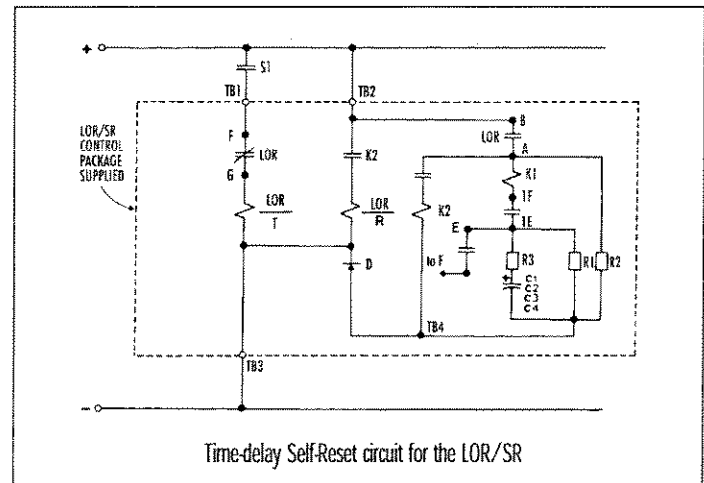 +
S1
TB1
TB2
LOR/SR
CONTROL
PACKAGE
SUPPLIED
F
LOR
G
LOR
T
K2
LOR
R
D
B
LOR
A
K1
1F
1E
K2
E
to F
R3
+
C1
C2
C3
C4
R1
R2
TB4
TB3
-
Time-delay Self-Reset circuit for the LOR/SR